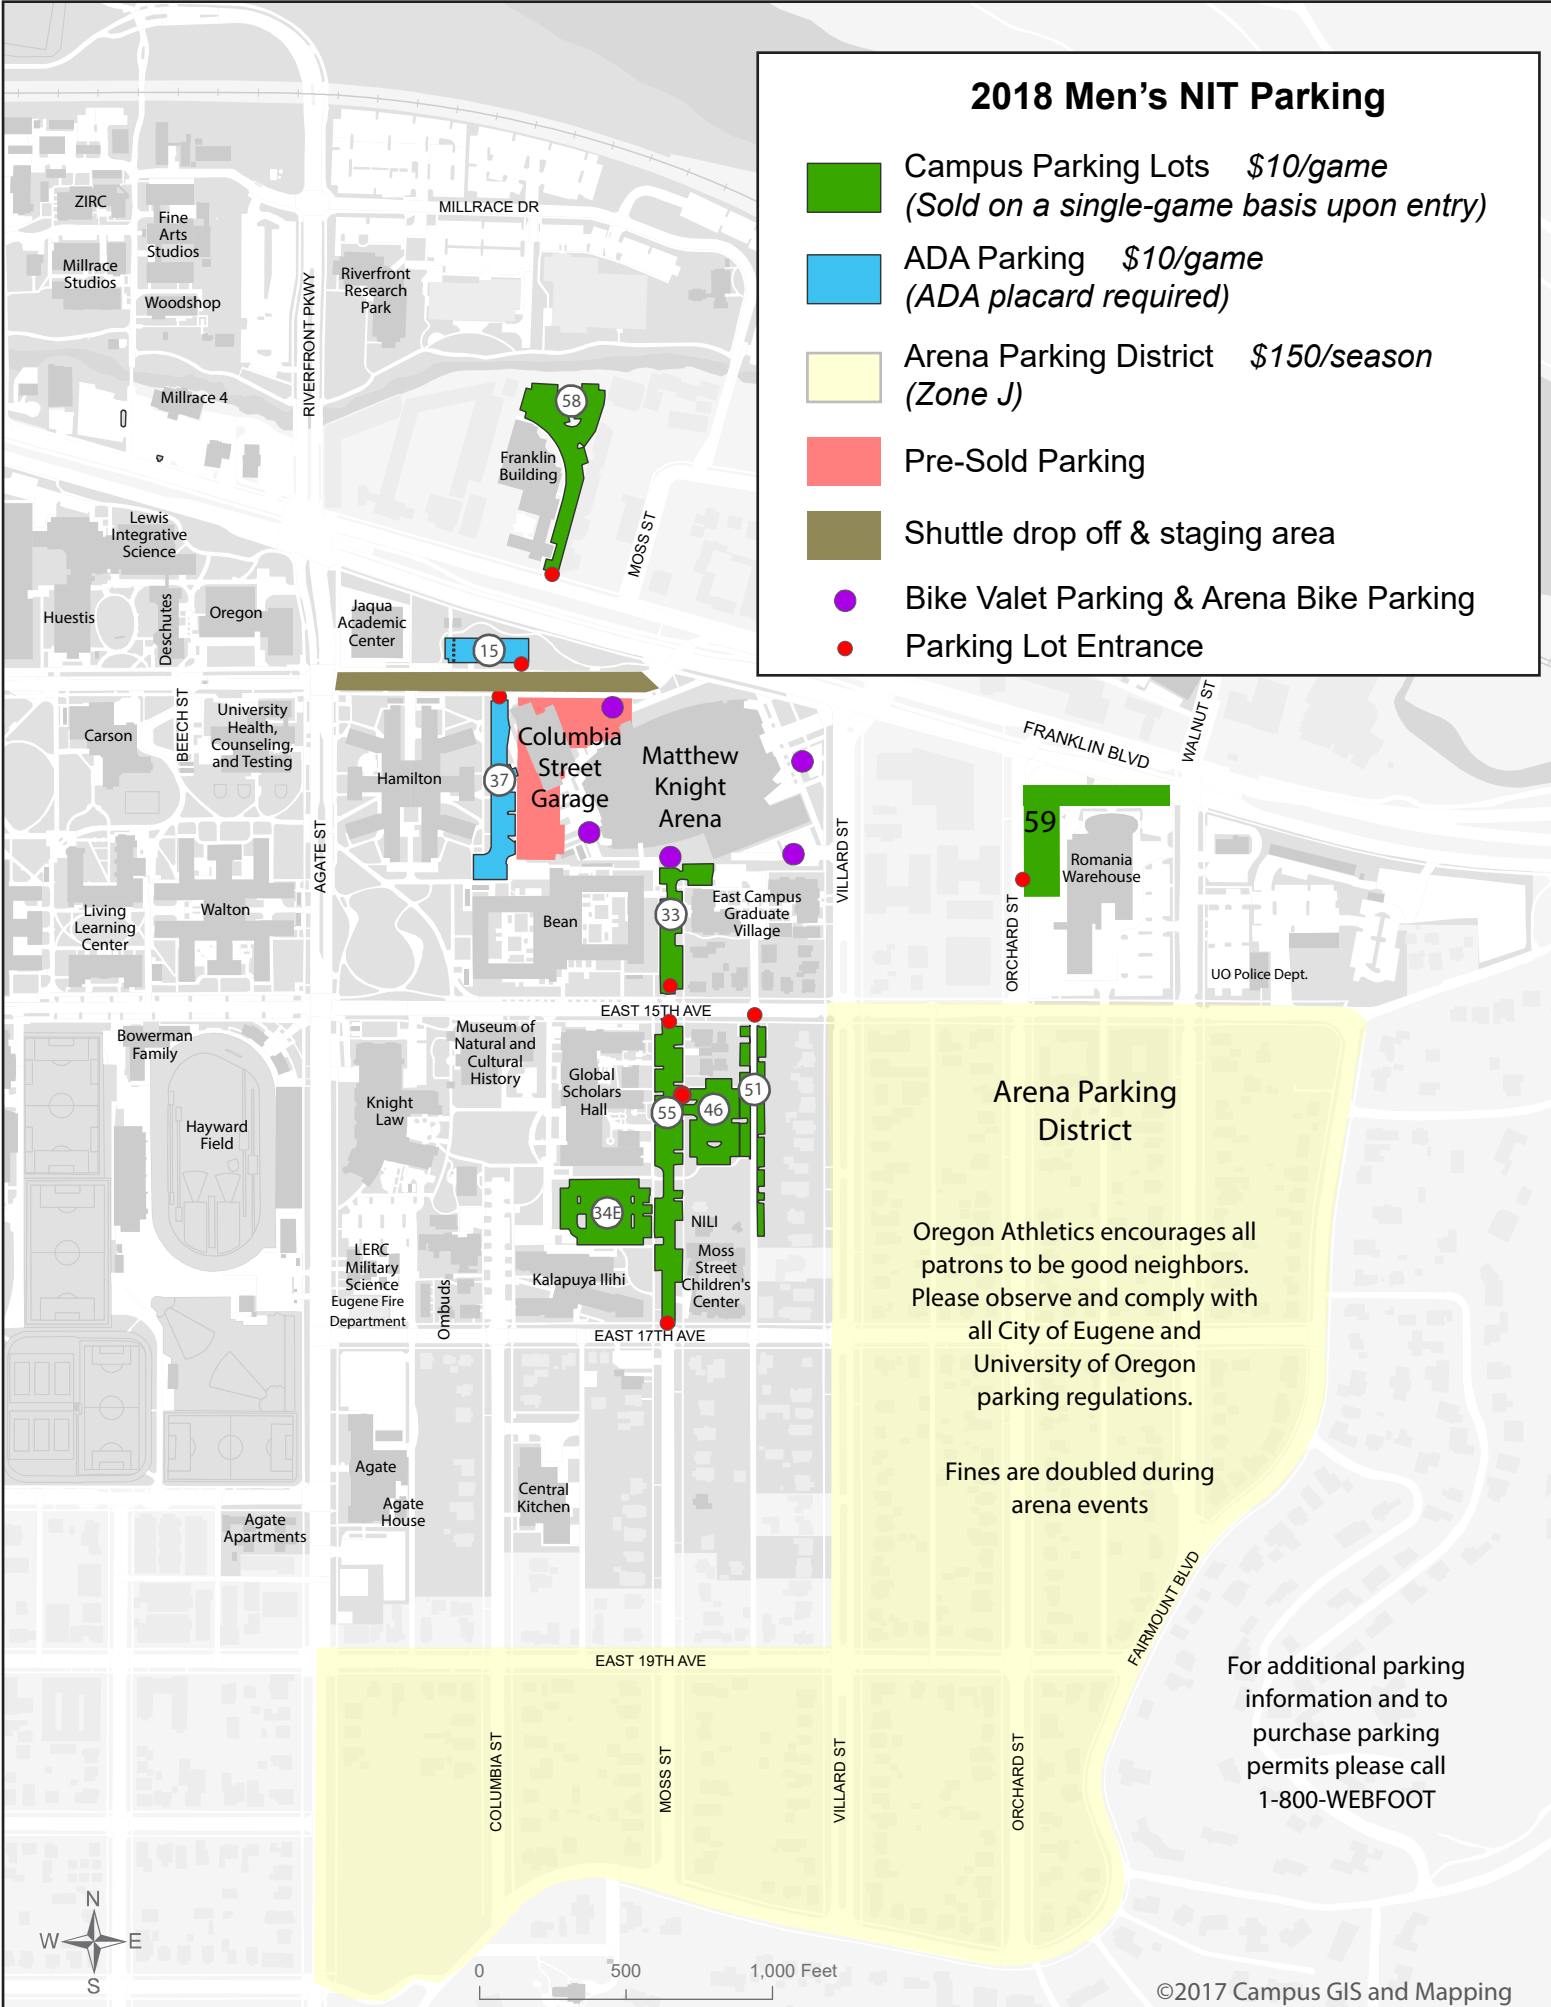 2018 Men's NIT Parking
Campus Parking Lots $10/game
(Sold on a single-game basis upon entry)
ADA Parking $10/game
(ADA placard required)
Arena Parking District $150/season
(Zone J)
Pre-Sold Parking
Shuttle drop off & staging area
Bike Valet Parking & Arena Bike Parking
Parking Lot Entrance
ZIRC
Fine
Arts
Studios
Millrace
Studios
Woodshop
MILLRACE DR
Riverfront
Research
Park
RIVERFRONT PKWY
Millrace 4
58
Franklin
Building
MOSS ST
Lewis
Integrative
Science
Huestis
Deschutes
Oregon
Jaqua
Academic
Center
15
BEECH ST
Carson
University
Health,
Counseling,
and Testing
Hamilton
37
Columbia
Street
Garage
Matthew
Knight
Arena
FRANKLIN BLVD
WALNUT ST
AGATE ST
VILLARD ST
59
Romania
Warehouse
ORCHARD ST
Living
Learning
Center
Walton
Bean
33
East Campus
Graduate
Village
UO Police Dept.
EAST 15TH AVE
Bowerman
Family
Museum of
Natural and
Cultural
History
Global
Scholars
Hall
Knight
Law
Hayward
Field
55
46
51
34E
NILI
Moss
Street
Children's
Center
Kalapuya Ilihi
LERC
Military
Science
Eugene Fire
Department
Ombuds
EAST 17TH AVE
Arena Parking
District
Oregon Athletics encourages all
patrons to be good neighbors.
Please observe and comply with
all City of Eugene and
University of Oregon
parking regulations.
Fines are doubled during
arena events
Agate
Agate
House
Central
Kitchen
Agate
Apartments
FAIRMOUNT BLVD
EAST 19TH AVE
COLUMBIA ST
MOSS ST
VILLARD ST
ORCHARD ST
For additional parking
information and to
purchase parking
permits please call
1-800-WEBFOOT
N
W E
S
0 500 1,000 Feet
©2017 Campus GIS and Mapping